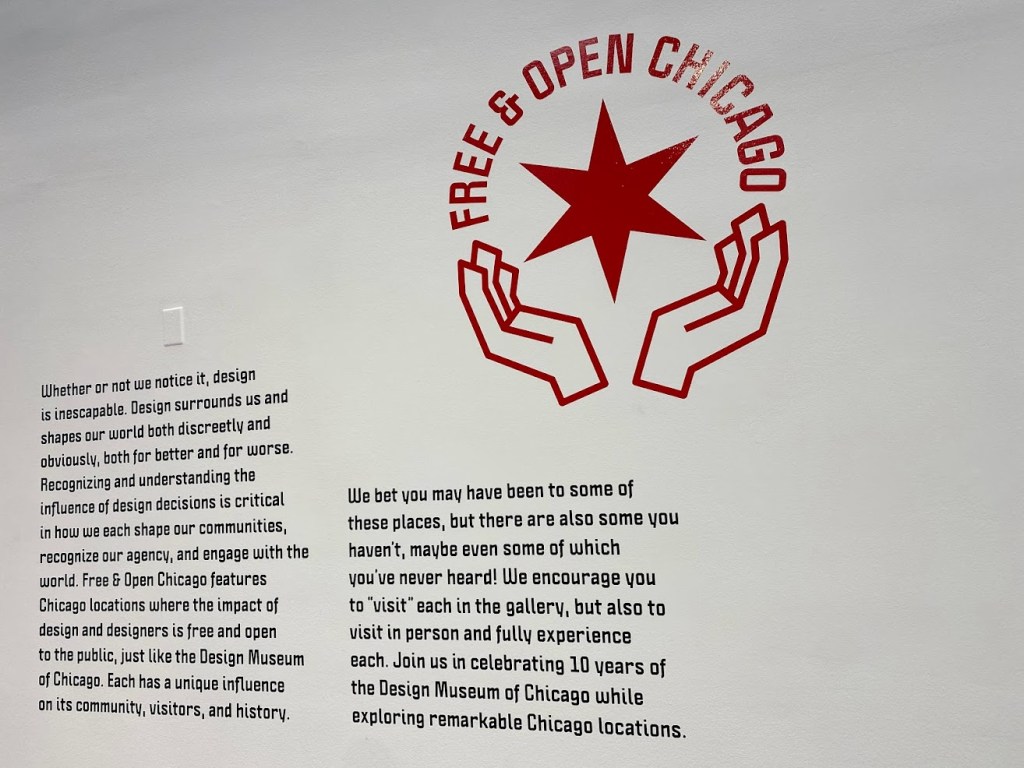 FREE & OPEN CHICAGO
Whether or not we notice it, design
is inescapable. Design surrounds us and
shapes our world both discreetly and
obviously, both for better and for worse.
Recognizing and understanding the
influence of design decisions is critical
in how we each shape our communities,
recognize our agency, and engage with the
world. Free & Open Chicago features
Chicago locations where the impact of
design and designers is free and open
to the public, just like the Design Museum
of Chicago. Each has a unique influence
on its community, visitors, and history.
We bet you may have been to some of
these places, but there are also some you
haven't, maybe even some of which
you've never heard! We encourage you
to "visit" each in the gallery, but also to
visit in person and fully experience
each. Join us in celebrating 10 years of
the Design Museum of Chicago while
exploring remarkable Chicago locations.